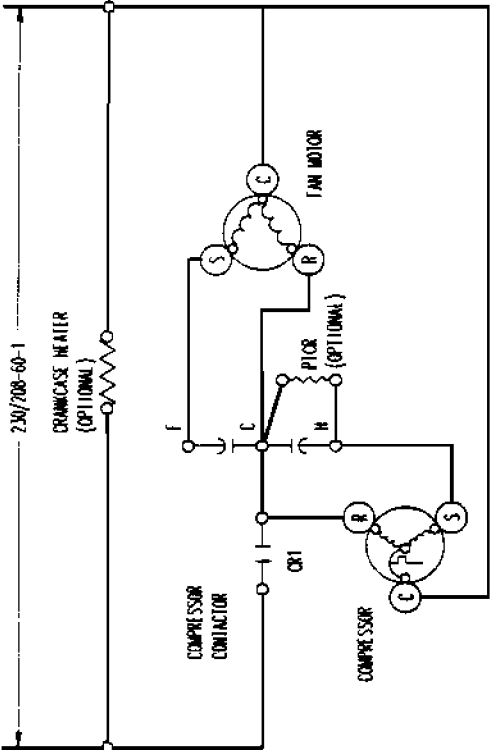 230/208-60-1
CRANKCASE HEATER
(OPTIONAL)
F
C
H
S
C
R
FAN MOTOR
PTCR
(OPTIONAL)
COMPRESSOR
CONTACTOR
CR1
R
S
C
COMPRESSOR